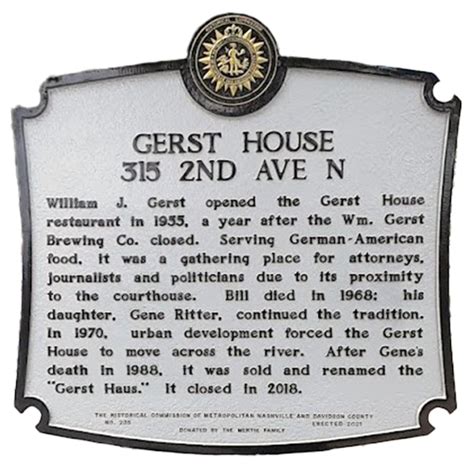 GERST HOUSE
315 2ND AVE N
William J. Gerst opened the Gerst House
restaurant in 1955, a year after the Wm. Gerst
Brewing Co. closed. Serving German-American
food, it was a gathering place for attorneys,
journalists and politicians due to its proximity
to the courthouse. Bill died in 1968; his
daughter, Gene Ritter, continued the tradition.
In 1970, urban development forced the Gerst
House to move across the river. After Gene's
death in 1988, it was sold and renamed the
"Gerst Haus." It closed in 2018.
THE HISTORICAL COMMISSION OF METROPOLITAN NASHVILLE AND DAVIDSON COUNTY
NO. 235 ERECTED 2021
DONATED BY THE MERTIE FAMILY